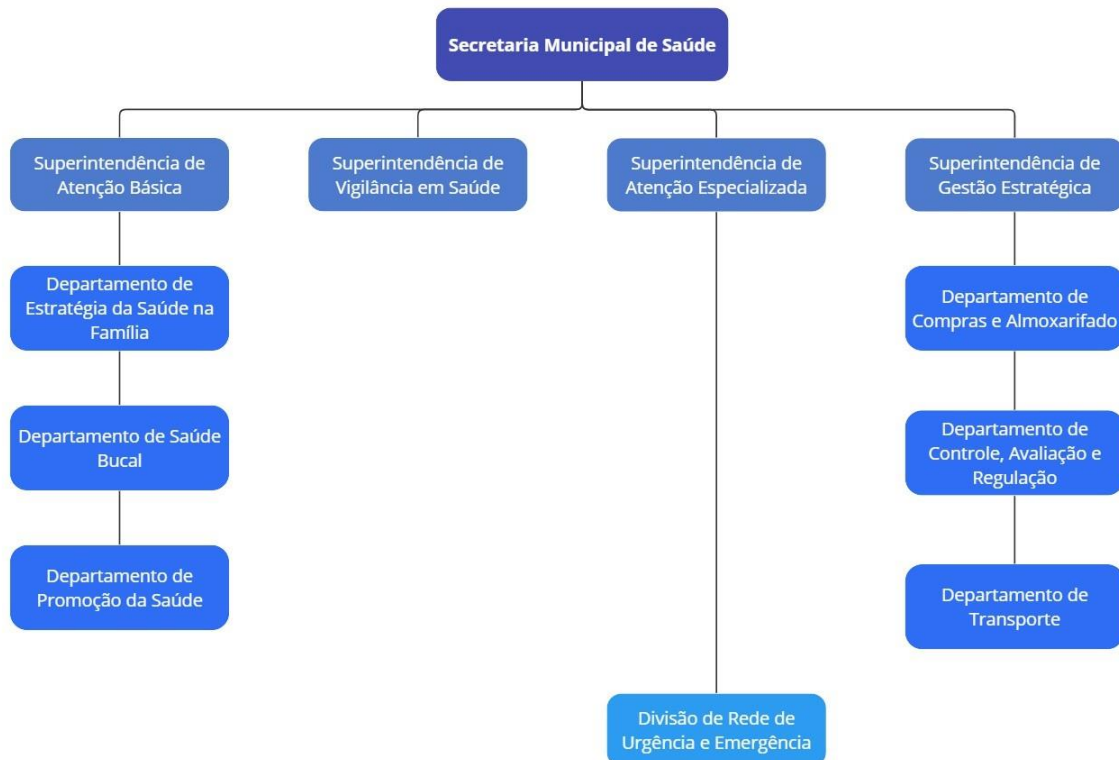 Secretaria Municipal de Saúde
Superintendência de
Atenção Básica
Superintendência de
Vigilância em Saúde
Superintendência de
Atenção Especializada
Superintendência de
Gestão Estratégica
Departamento de
Estratégia da Saúde na
Família
Departamento de
Compras e Almoxarifado
Departamento de Saúde
Bucal
Departamento de
Controle, Avaliação e
Regulação
Departamento de
Promoção da Saúde
Departamento de
Transporte
Divisão de Rede de
Urgência e Emergência